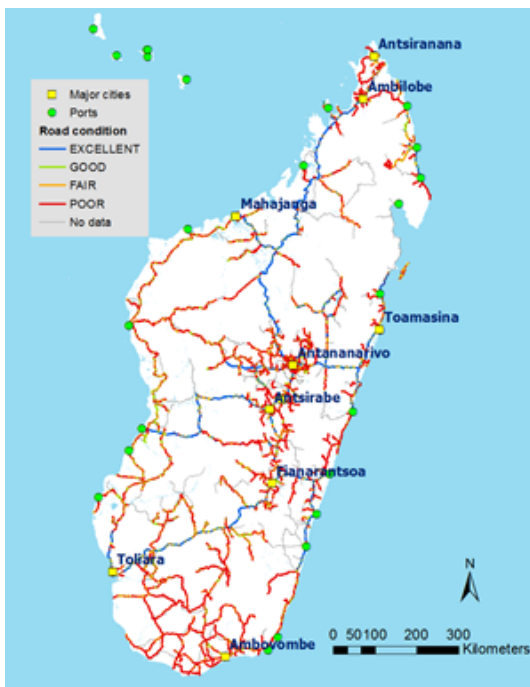 Antsiranana
Ambilobe
Major cities
Ports
Road condition
EXCELLENT
GOOD
FAIR
POOR
No data
Mahajanga
Toamasina
Antananarivo
Antsirabe
Fianarantsoa
Toliara
Ambovombe
N
0 50 100 200 300
Kilometers